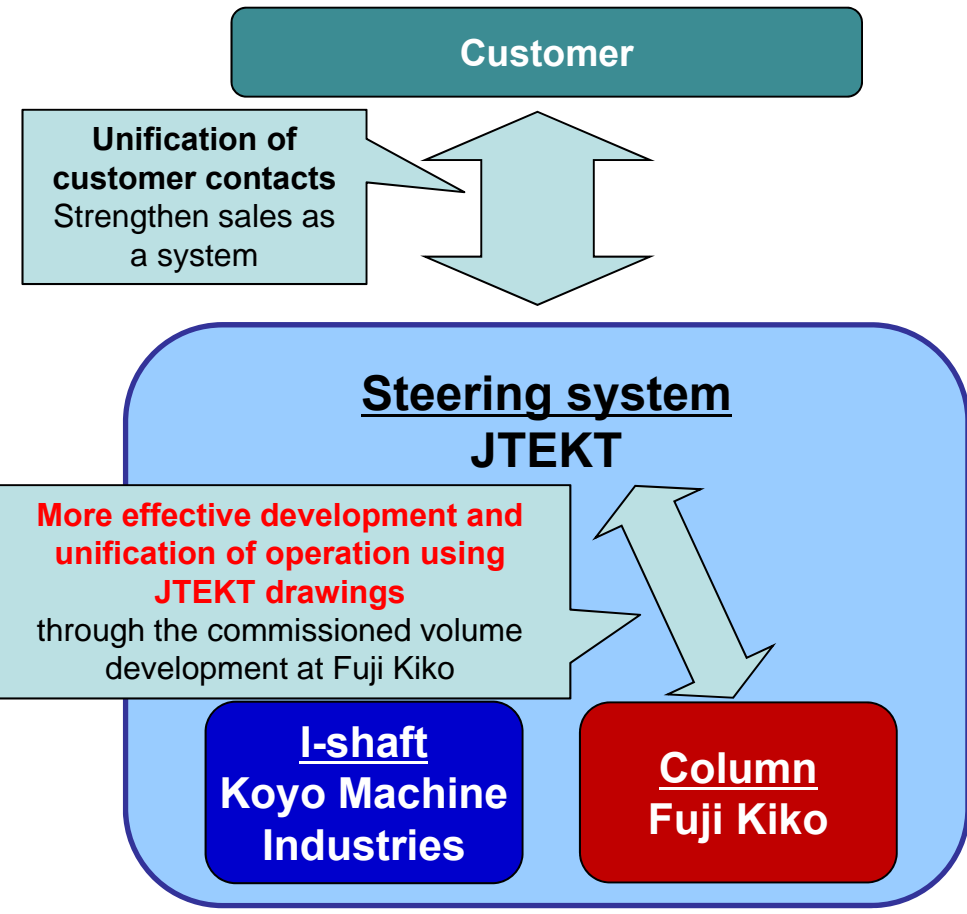 Customer
Unification of
customer contacts
Strengthen sales as
a system
Steering system
JTEKT
More effective development and
unification of operation using
JTEKT drawings
through the commissioned volume
development at Fuji Kiko
I-shaft
Koyo Machine
Industries
Column
Fuji Kiko